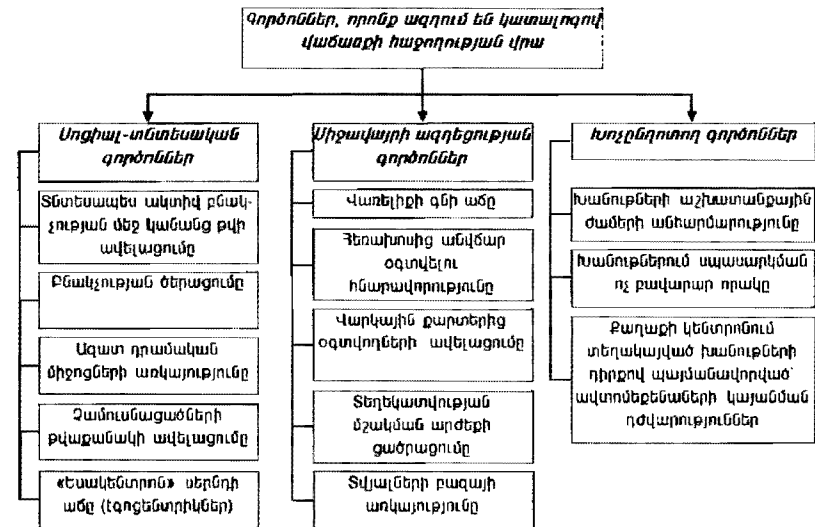 Գործոններ, որոնք ազդում են կատալոգով
վաճառքի հաջողության վրա
Սոցիալ-տնտեսական
գործոններ
Տնտեսապես ակտիվ բնակ-
չության մեջ կանանց թվի
ավելացումը
Բնակչության ծերացումը
Ազատ դրամական
միջոցների առկայությունը
Չամուսնացածների
թվաքանակի ավելացումը
«Եսակենտրոն» սերնդի
աճը (էգոցենտրիկներ)
Միջավայրի ազդեցության
գործոններ
Վառելիքի գնի աճը
Հեռախոսից անվճար
օգտվելու
հնարավորությունը
Վարկային քարտերից
օգտվողների ավելացումը
Տեղեկատվության
մշակման արժեքի
ցածրացումը
Տվյալների բազայի
առկայությունը
Խոչընդոտող գործոններ
Խանութների աշխատանքային
ժամերի անհարմարությունը
Խանութներում սպասարկման
ոչ բավարար որակը
Քաղաքի կենտրոնում
տեղակայված խանութների
դիրքով պայմանավորված՝
ավտոմեքենաների կայանման
դժվարություններ